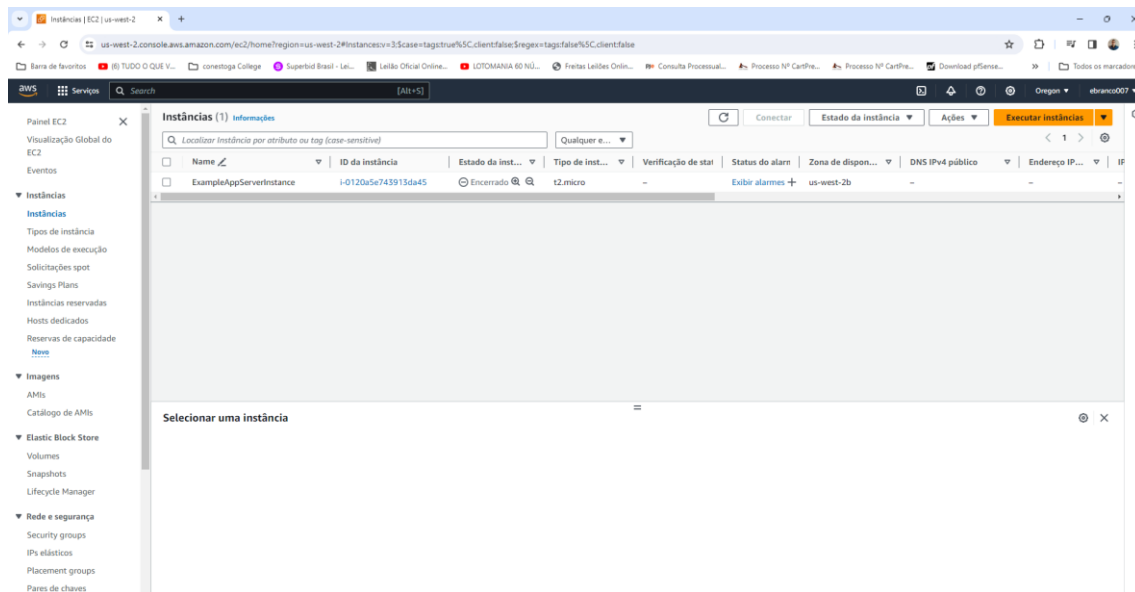 Instâncias | EC2 | us-west-2
us-west-2.console.aws.amazon.com/ec2/home?region=us-west-2#Instances:v=3;$case=tags:true%5C,client:false;$regex=tags:false%5C,client:false
Barra de favoritos (6) TUDO O QUE V... conestoga College Superbid Brasil - Lei... Leilão Oficial Online... LOTOMANIA 60 NÚ... Freitas Leilões Onlin... Consulta Processual... Processo Nº CartPre... Processo Nº CartPre... Download pfSense... Todos os marcadore
aws Serviços Search [Alt+S] Oregon ebranco007
Painel EC2
Visualização Global do
EC2
Eventos
Instâncias
Instâncias
Tipos de instância
Modelos de execução
Solicitações spot
Savings Plans
Instâncias reservadas
Hosts dedicados
Reservas de capacidade
Novo
Imagens
AMIs
Catálogo de AMIs
Elastic Block Store
Volumes
Snapshots
Lifecycle Manager
Rede e segurança
Security groups
IPs elásticos
Placement groups
Pares de chaves
Instâncias (1) Informações Conectar Estado da instância Ações Executar instâncias
Localizar Instância por atributo ou tag (case-sensitive) Qualquer e... 1
Name ID da instância Estado da inst... Tipo de inst... Verificação de stat Status do alarn Zona de dispon... DNS IPv4 público Endereço IP... IP
ExampleAppServerInstance i-0120a5e743913da45 Encerrado t2.micro – Exibir alarmes + us-west-2b – – –
Selecionar uma instância